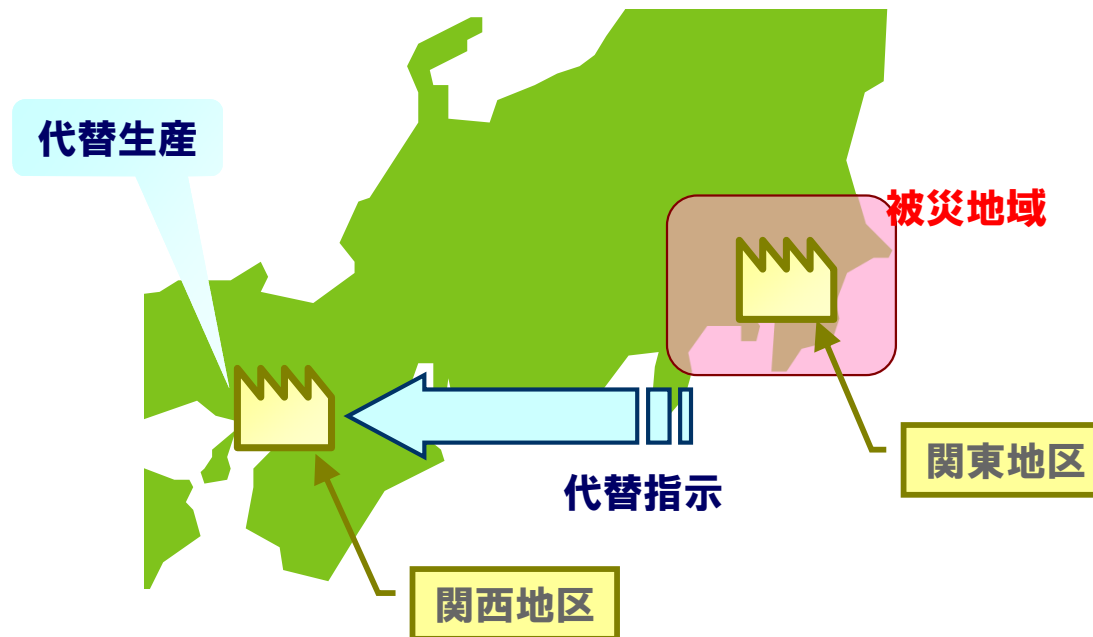 代替生産
被災地域
関東地区
代替指示
関西地区